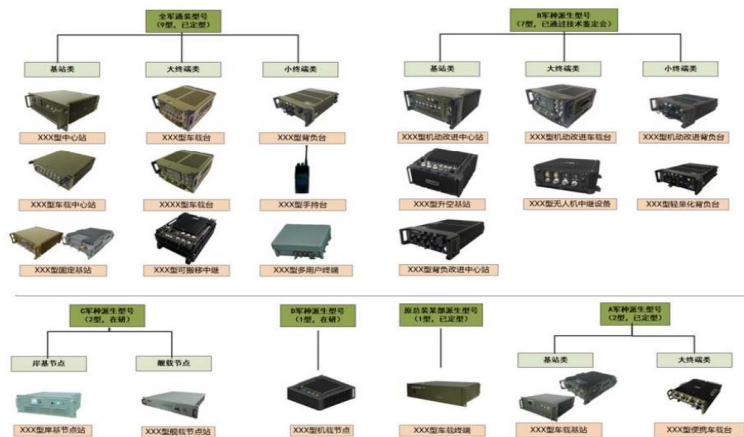 全军通装型号
(9型,已定型)
基站类
大终端类
小终端类
XXX型中心站
XXX型车载台
XXX型背负台
XXX型车载中心站
XXXX型车载台
XXX型手持台
XXX型固定基站
XXX型可搬移中继
XXX型多用户终端
B军种派生型号
(7型,已通过技术鉴定会)
基站类
大终端类
小终端类
XXX型机动改进中心站
XXX型机动改进车载台
XXX型机动改进背负台
XXX型升空基站
XXX型无人机中继设备
XXX型轻量化背负台
XXX型背负改进中心站
C军种派生型号
(2型,在研)
岸基节点
舰载节点
XXX型岸基节点站
XXX型舰载节点站
D军种派生型号
(1型,在研)
XXX型机载节点
原总装某部派生型号
(1型,已定型)
XXX型车载终端
A军种派生型号
(2型,已定型)
基站类
大终端类
XXX型车载基站
XXX型便携车载台